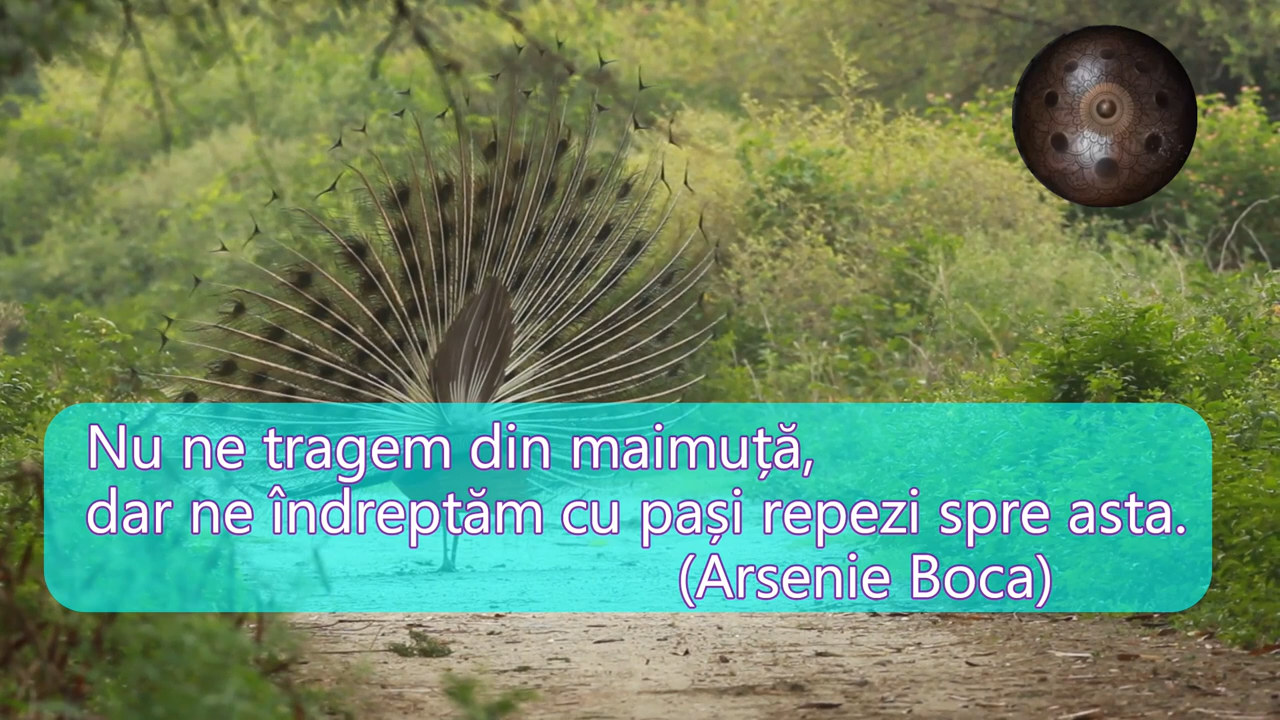 Nu ne tragem din maimuță,
dar ne îndreptăm cu pași repezi spre asta.
(Arsenie Boca)